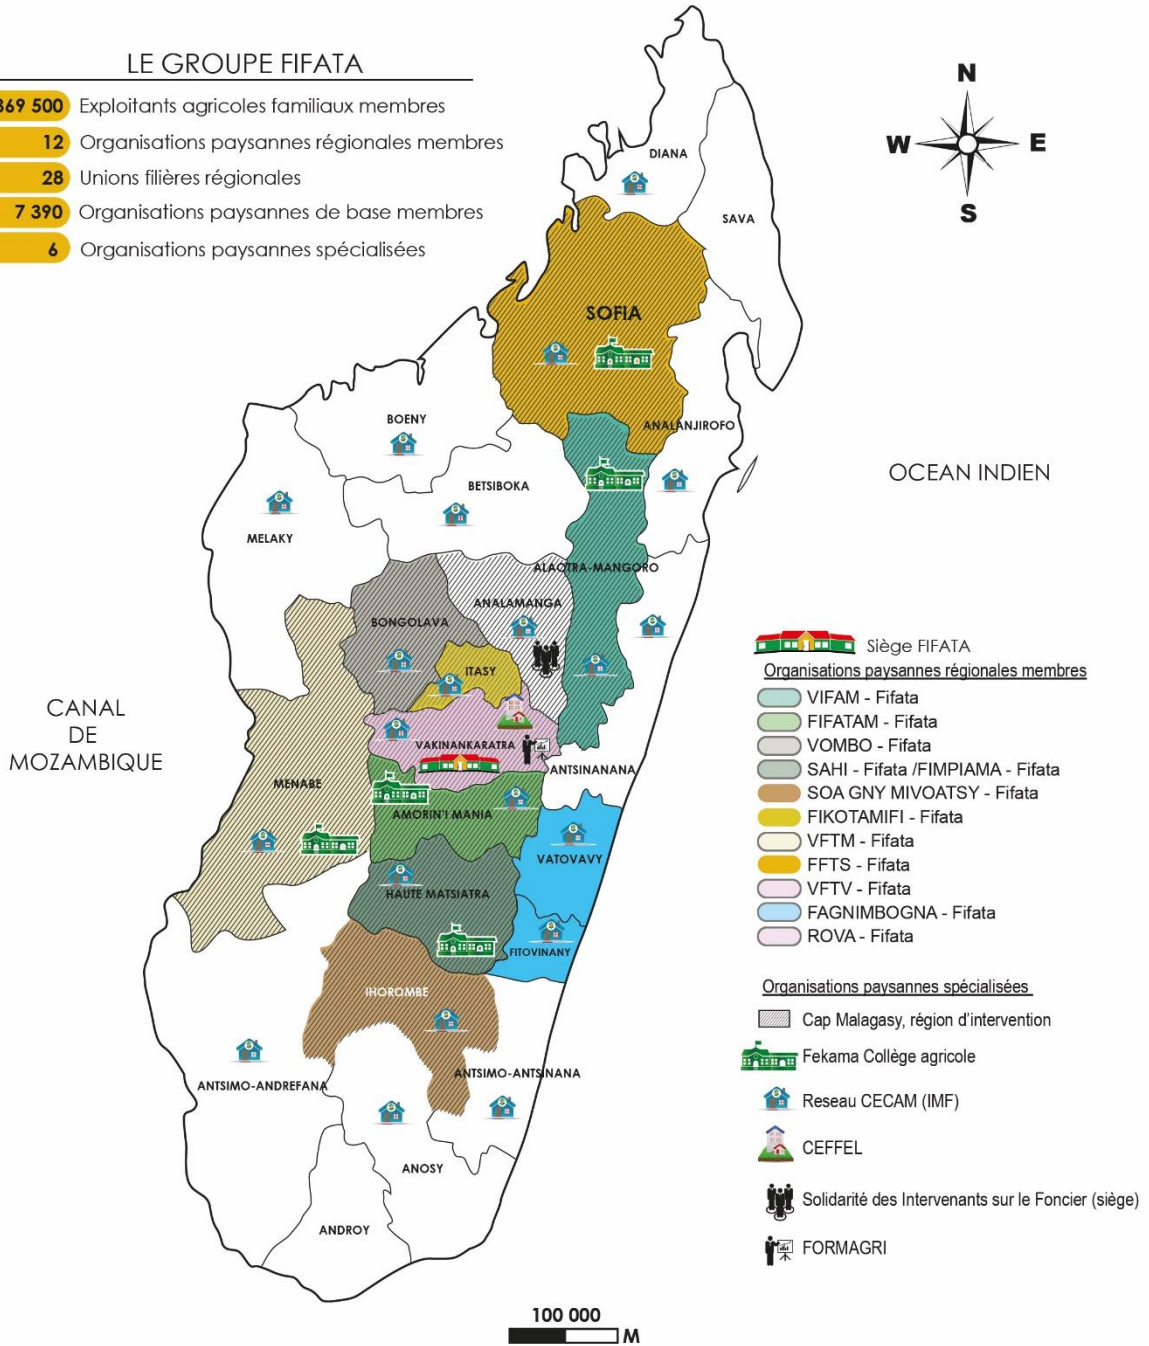 LE GROUPE FIFATA
369 500 Exploitants agricoles familiaux membres
12 Organisations paysannes régionales membres
28 Unions filières régionales
7 390 Organisations paysannes de base membres
6 Organisations paysannes spécialisées
N
W
E
S
DIANA
SAVA
SOFIA
BOENY
ANALANJIROFO
OCEAN INDIEN
BETSIBOKA
MELAKY
ALAOTRA-MANGORO
ANALAMANGA
BONGOLAVA
ITASY
CANAL
DE
MOZAMBIQUE
VAKINANKARATRA
ANTSINANANA
MENABE
AMORIN'I MANIA
VATOVAVY
HAUTE MATSIATRA
FITOVINANY
IHOROMBE
ANTSIMO-ANTSINANA
ANTSIMO-ANDREFANA
ANOSY
ANDROY
Siège FIFATA
Organisations paysannes régionales membres
VIFAM - Fifata
FIFATAM - Fifata
VOMBO - Fifata
SAHI - Fifata /FIMPIAMA - Fifata
SOA GNY MIVOATSY - Fifata
FIKOTAMIFI - Fifata
VFTM - Fifata
FFTS - Fifata
VFTV - Fifata
FAGNIMBOGNA - Fifata
ROVA - Fifata
Organisations paysannes spécialisées
Cap Malagasy, région d'intervention
Fekama Collège agricole
Reseau CECAM (IMF)
CEFFEL
Solidarité des Intervenants sur le Foncier (siège)
FORMAGRI
100 000
M